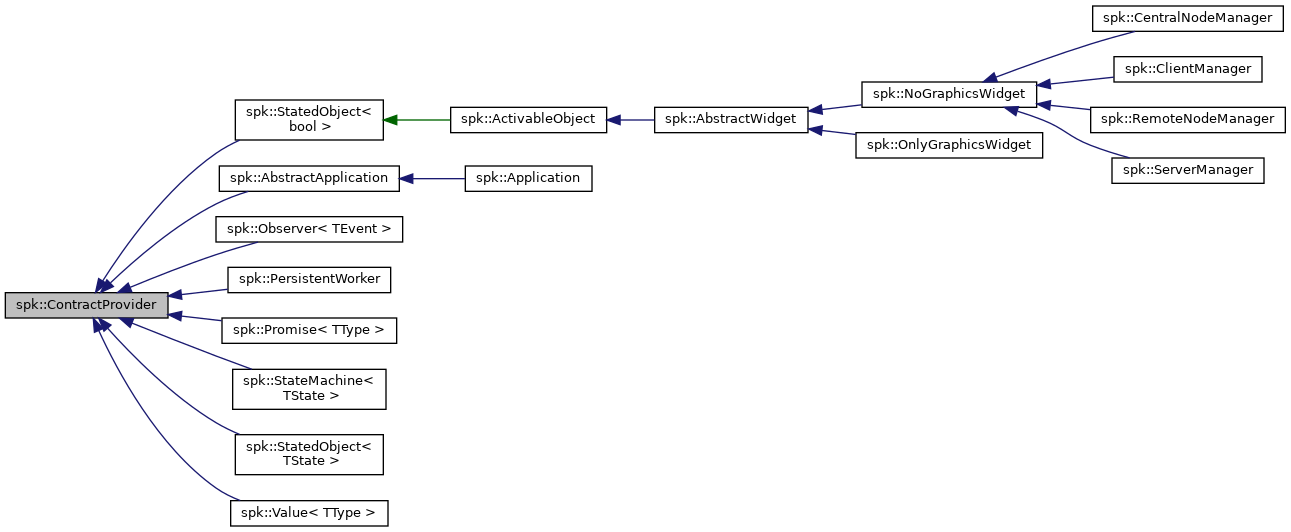 spk::CentralNodeManager
spk::ClientManager
spk::NoGraphicsWidget
spk::StatedObject<
bool >
spk::ActivableObject
spk::AbstractWidget
spk::RemoteNodeManager
spk::OnlyGraphicsWidget
spk::ServerManager
spk::AbstractApplication
spk::Application
spk::Observer< TEvent >
spk::PersistentWorker
spk::ContractProvider
spk::Promise< TType >
spk::StateMachine<
TState >
spk::StatedObject<
TState >
spk::Value< TType >